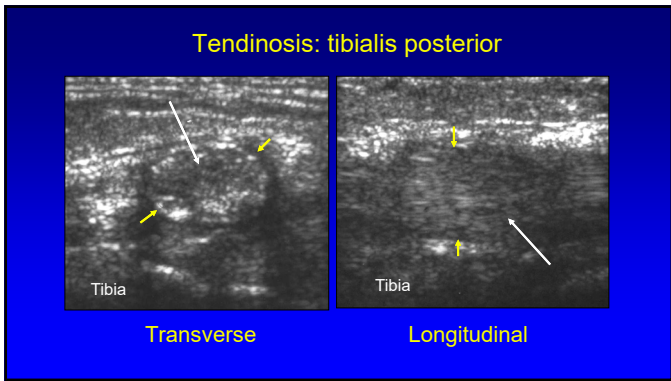 Tendinosis: tibialis posterior
Tibia
Tibia
Transverse
Longitudinal